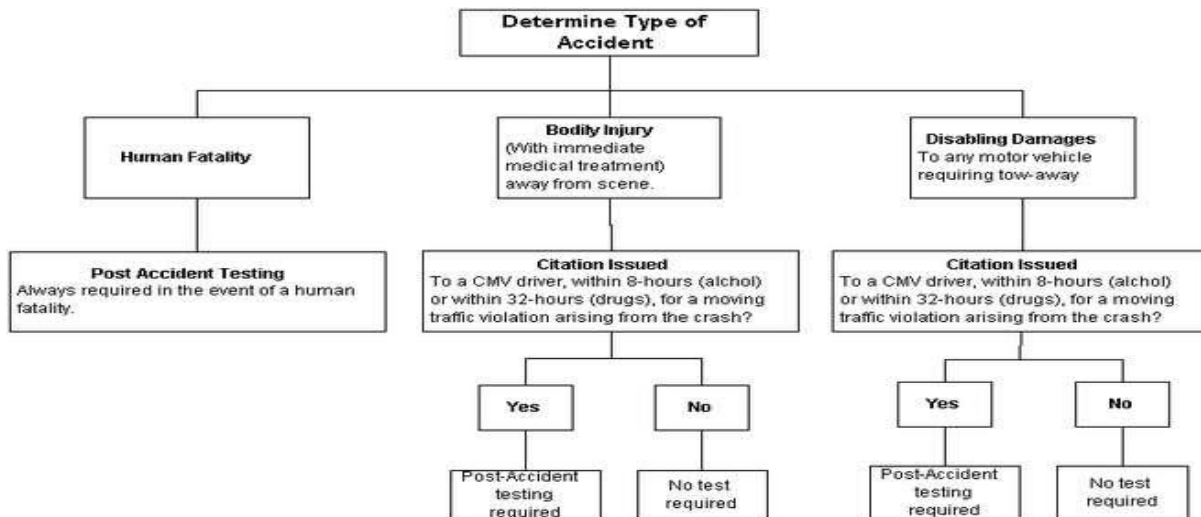 Determine Type of
Accident
Human Fatality
Bodily Injury
(With immediate
medical treatment)
away from scene.
Disabling Damages
To any motor vehicle
requiring tow-away
Post Accident Testing
Always required in the event of a human
fatality.
Citation Issued
To a CMV driver, within 8-hours (alchol)
or within 32-hours (drugs), for a moving
traffic violation arising from the crash?
Citation Issued
To a CMV driver, within 8-hours (alchol)
or within 32-hours (drugs), for a moving
traffic violation arising from the crash?
Yes
No
Yes
No
Post-Accident
testing
required
No test
required
Post-Accident
testing
required
No test
required